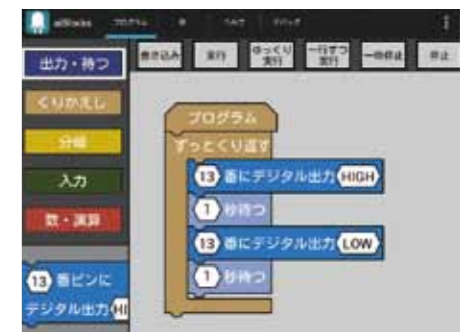 プログラム
書き込み
実行
ゆっくり
実行
一行ずつ
実行
一時停止
停止
出力・待つ
くりかえし
分岐
入力
数・演算
13 番ピンに
デジタル出力 HI
プログラム
ずっとくり返す
13 番にデジタル出力 HIGH
1 秒待つ
13 番にデジタル出力 LOW
1 秒待つ